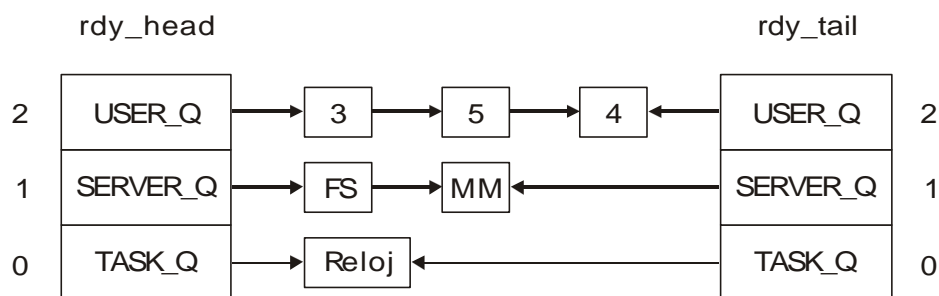 rdy_head rdy_tail
2 USER_Q 3 5 4 USER_Q 2
1 SERVER_Q FS MM SERVER_Q 1
0 TASK_Q Reloj TASK_Q 0